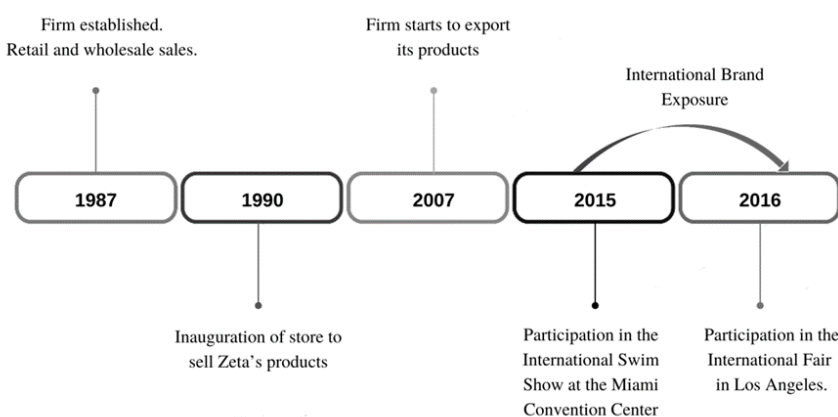 Firm established.
Retail and wholesale sales.
Firm starts to export
its products
International Brand
Exposure
1987
1990
2007
2015
2016
Inauguration of store to
sell Zeta's products
Participation in the
International Swim
Show at the Miami
Convention Center
Participation in the
International Fair
in Los Angeles.